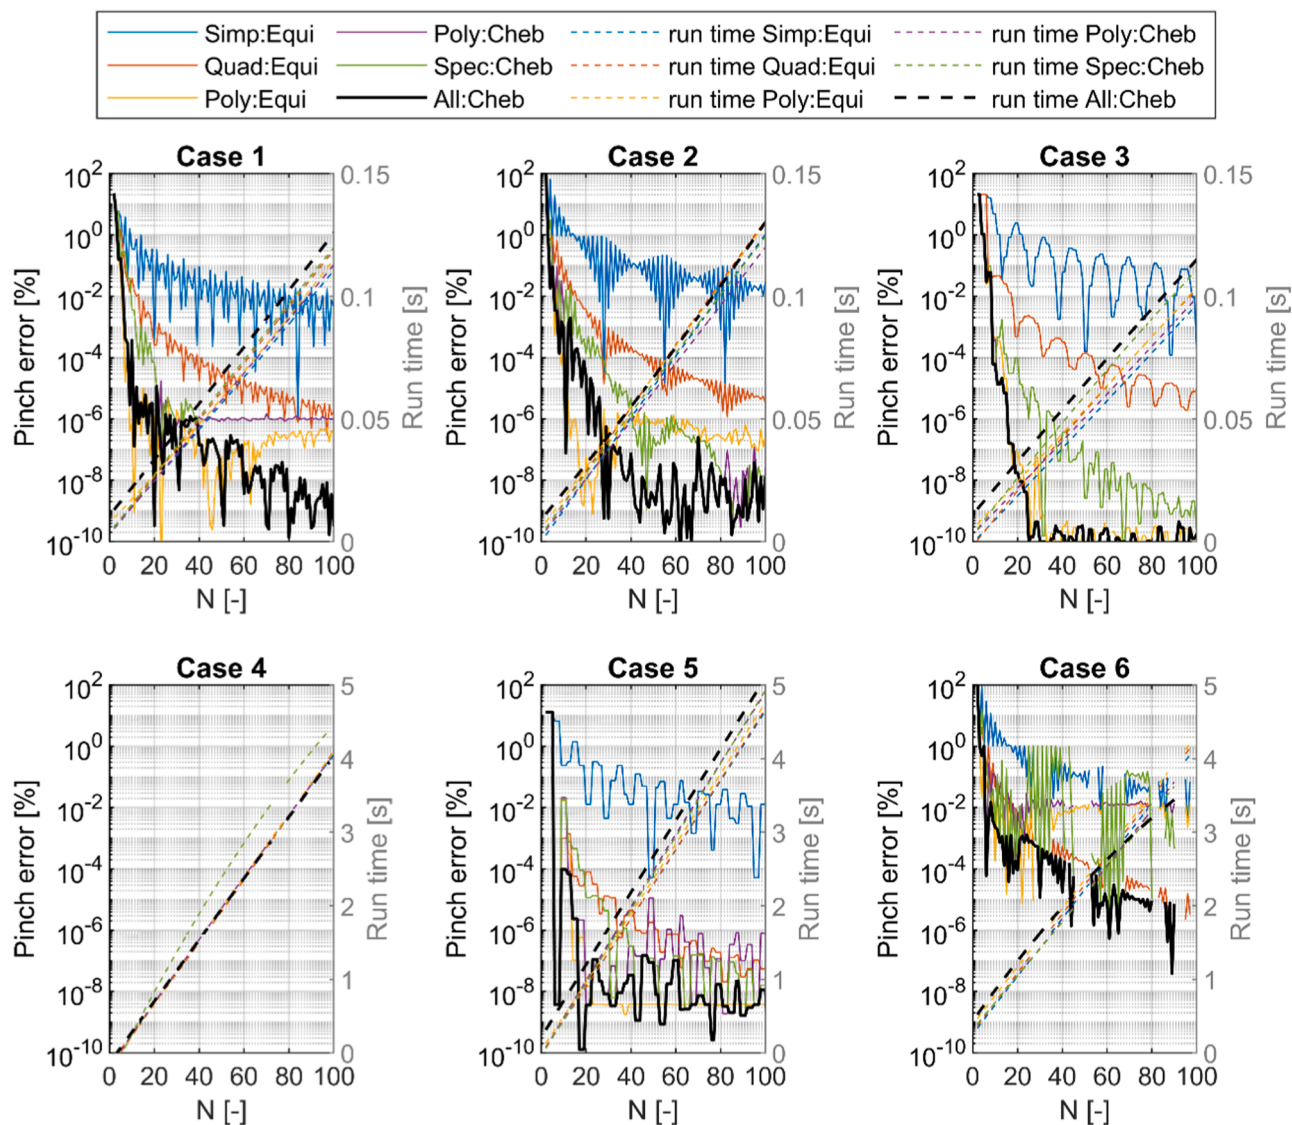 Simp:Equi Poly:Cheb run time Simp:Equi run time Poly:Cheb
Quad:Equi Spec:Cheb run time Quad:Equi run time Spec:Cheb
Poly:Equi All:Cheb run time Poly:Equi run time All:Cheb
Case 1
10^2
10^0
10^-2
10^-4
10^-6
10^-8
10^-10
Pinch error [%]
0.15
0.1
0.05
0
Run time [s]
0 20 40 60 80 100
N [-]
Case 2
10^2
10^0
10^-2
10^-4
10^-6
10^-8
10^-10
Pinch error [%]
0.15
0.1
0.05
0
Run time [s]
0 20 40 60 80 100
N [-]
Case 3
10^2
10^0
10^-2
10^-4
10^-6
10^-8
10^-10
Pinch error [%]
0.15
0.1
0.05
0
Run time [s]
0 20 40 60 80 100
N [-]
Case 4
10^2
10^0
10^-2
10^-4
10^-6
10^-8
10^-10
Pinch error [%]
5
4
3
2
1
0
Run time [s]
0 20 40 60 80 100
N [-]
Case 5
10^2
10^0
10^-2
10^-4
10^-6
10^-8
10^-10
Pinch error [%]
5
4
3
2
1
0
Run time [s]
0 20 40 60 80 100
N [-]
Case 6
10^2
10^0
10^-2
10^-4
10^-6
10^-8
10^-10
Pinch error [%]
5
4
3
2
1
0
Run time [s]
0 20 40 60 80 100
N [-]